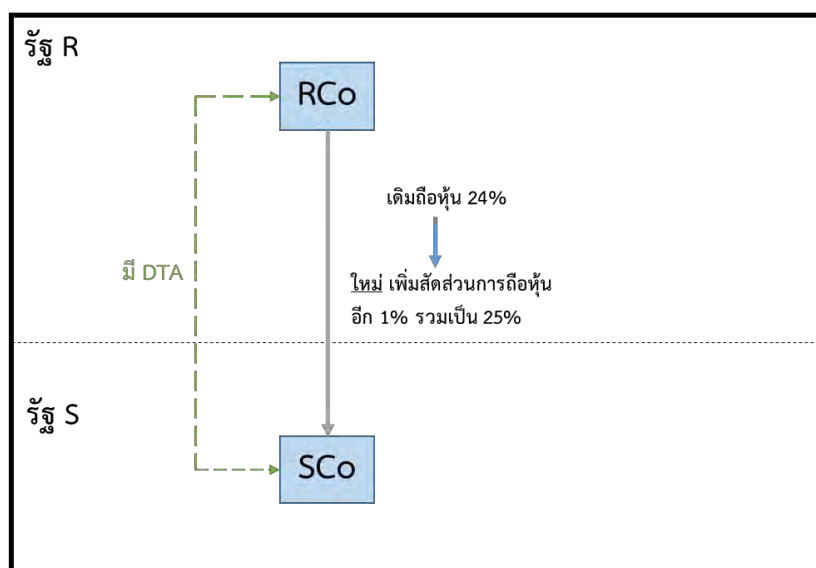 รัฐ R
RCo
เดิมถือหุ้น 24%
มี DTA
ใหม่ เพิ่มสัดส่วนการถือหุ้น
อีก 1% รวมเป็น 25%
รัฐ S
SCo